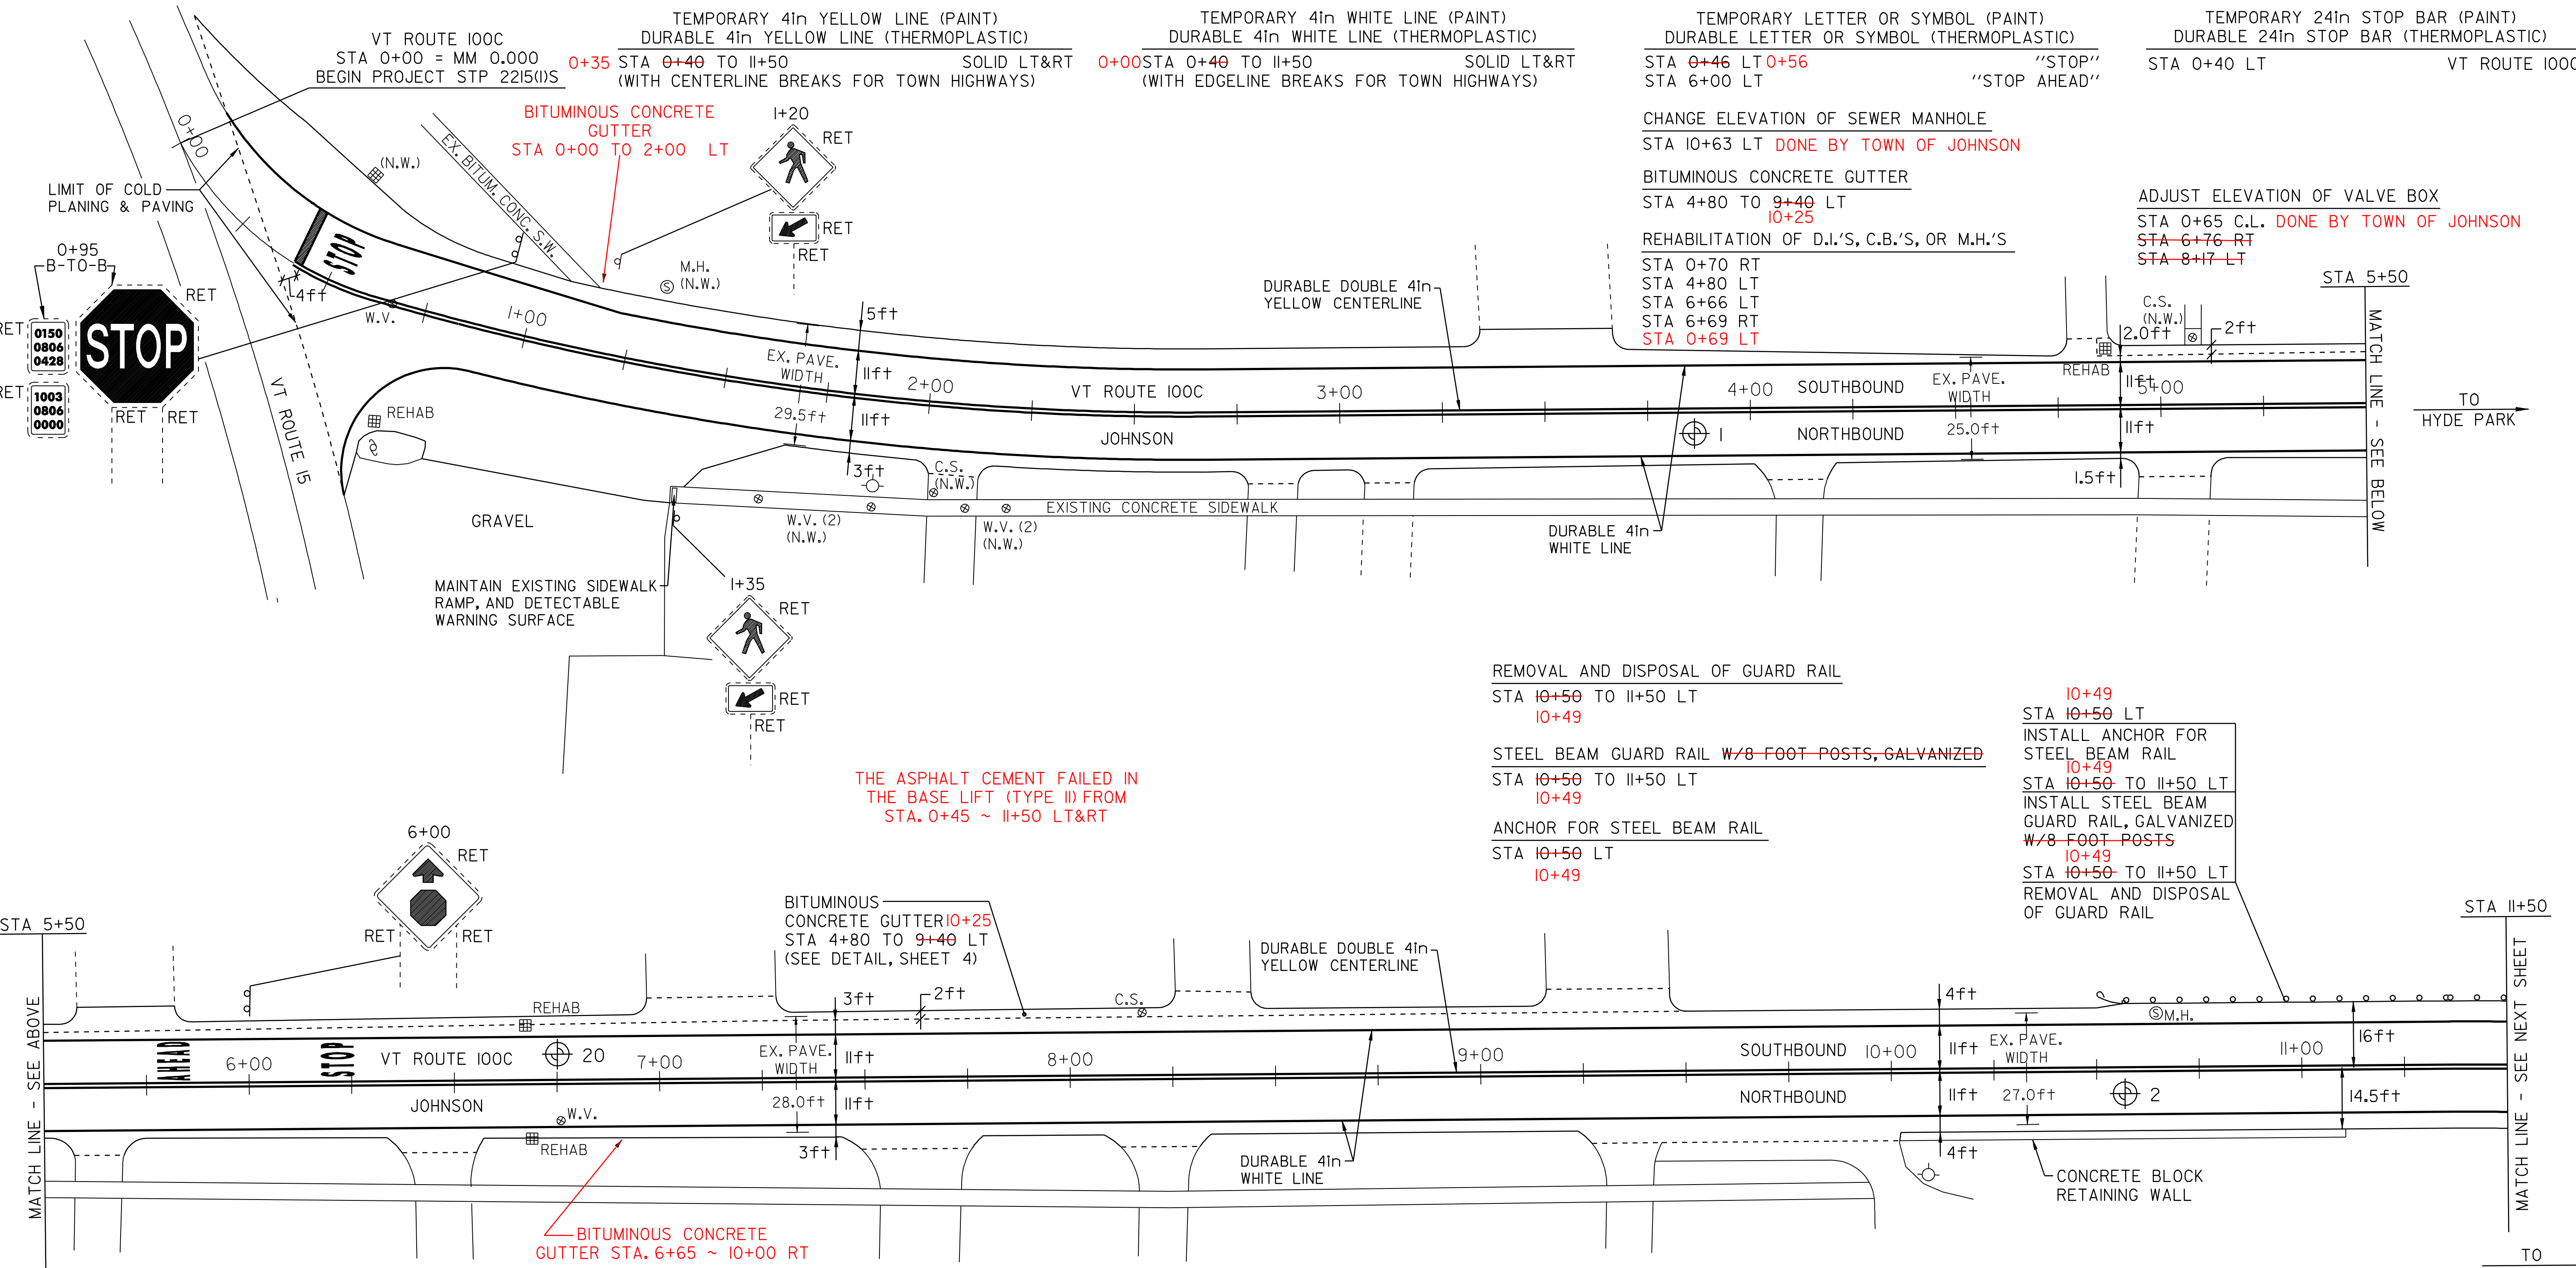 VT ROUTE 100C
STA 0+00 = MM 0.000
BEGIN PROJECT STP 2215(1)S
TEMPORARY 4in YELLOW LINE (PAINT)
DURABLE 4in YELLOW LINE (THERMOPLASTIC)
0+35 STA 0+40 TO 11+50 SOLID LT&RT
(WITH CENTERLINE BREAKS FOR TOWN HIGHWAYS)
TEMPORARY 4in WHITE LINE (PAINT)
DURABLE 4in WHITE LINE (THERMOPLASTIC)
0+00 STA 0+40 TO 11+50 SOLID LT&RT
(WITH EDGELINE BREAKS FOR TOWN HIGHWAYS)
TEMPORARY LETTER OR SYMBOL (PAINT)
DURABLE LETTER OR SYMBOL (THERMOPLASTIC)
STA 0+46 LT 0+56 "STOP"
STA 6+00 LT "STOP AHEAD"
TEMPORARY 24in STOP BAR (PAINT)
DURABLE 24in STOP BAR (THERMOPLASTIC)
STA 0+40 LT VT ROUTE 100C
CHANGE ELEVATION OF SEWER MANHOLE
STA 10+63 LT DONE BY TOWN OF JOHNSON
BITUMINOUS CONCRETE GUTTER
STA 4+80 TO 9+40 LT
10+25
REHABILITATION OF D.I.'S, C.B.'S, OR M.H.'S
STA 0+70 RT
STA 4+80 LT
STA 6+66 LT
STA 6+69 RT
STA 0+69 LT
ADJUST ELEVATION OF VALVE BOX
STA 0+65 C.L. DONE BY TOWN OF JOHNSON
STA 6+76 RT
STA 8+17 LT
BITUMINOUS CONCRETE
GUTTER
STA 0+00 TO 2+00 LT
1+20
RET
RET
RET
0+00
(N.W.)
EX. BITUM. CONC. S.W.
LIMIT OF COLD
PLANING & PAVING
0+95
B-TO-B
RET
RET
0150
0806
0428
STOP
RET
1003
0806
0000
RET RET
STOP
4ft
W.V.
M.H.
(N.W.)
1+00
VT ROUTE 15
REHAB
EX. PAVE.
WIDTH
29.5ft
5ft
11ft
11ft
3ft
2+00
VT ROUTE 100C
JOHNSON
3+00
DURABLE DOUBLE 4in
YELLOW CENTERLINE
4+00
SOUTHBOUND
NORTHBOUND
1
EX. PAVE.
WIDTH
25.0ft
REHAB
2.0ft
11ft
11ft
1.5ft
C.S.
(N.W.)
2ft
5+00
STA 5+50
MATCH LINE - SEE BELOW
TO
HYDE PARK
GRAVEL
C.S.
(N.W.)
W.V. (2)
(N.W.)
W.V. (2)
(N.W.)
EXISTING CONCRETE SIDEWALK
DURABLE 4in
WHITE LINE
MAINTAIN EXISTING SIDEWALK
RAMP, AND DETECTABLE
WARNING SURFACE
1+35
RET
RET
RET
REMOVAL AND DISPOSAL OF GUARD RAIL
STA 10+50 TO 11+50 LT
10+49
STEEL BEAM GUARD RAIL W/8 FOOT POSTS, GALVANIZED
STA 10+50 TO 11+50 LT
10+49
ANCHOR FOR STEEL BEAM RAIL
STA 10+50 LT
10+49
10+49
STA 10+50 LT
INSTALL ANCHOR FOR
STEEL BEAM RAIL
10+49
STA 10+50 TO 11+50 LT
INSTALL STEEL BEAM
GUARD RAIL, GALVANIZED
W/8 FOOT POSTS
10+49
STA 10+50 TO 11+50 LT
REMOVAL AND DISPOSAL
OF GUARD RAIL
THE ASPHALT CEMENT FAILED IN
THE BASE LIFT (TYPE II) FROM
STA. 0+45 ~ 11+50 LT&RT
STA 5+50
MATCH LINE - SEE ABOVE
6+00
RET
RET RET
BITUMINOUS
CONCRETE GUTTER 10+25
STA 4+80 TO 9+40 LT
(SEE DETAIL, SHEET 4)
DURABLE DOUBLE 4in
YELLOW CENTERLINE
REHAB
AHEAD
6+00
STOP
VT ROUTE 100C
20
7+00
EX. PAVE.
WIDTH
28.0ft
3ft
2ft
11ft
11ft
3ft
C.S.
8+00
9+00
SOUTHBOUND
NORTHBOUND
10+00
4ft
11ft
11ft
4ft
EX. PAVE.
WIDTH
27.0ft
M.H.
2
11+00
16ft
14.5ft
STA 11+50
MATCH LINE - SEE NEXT SHEET
JOHNSON
W.V.
REHAB
DURABLE 4in
WHITE LINE
CONCRETE BLOCK
RETAINING WALL
BITUMINOUS CONCRETE
GUTTER STA. 6+65 ~ 10+00 RT
TO